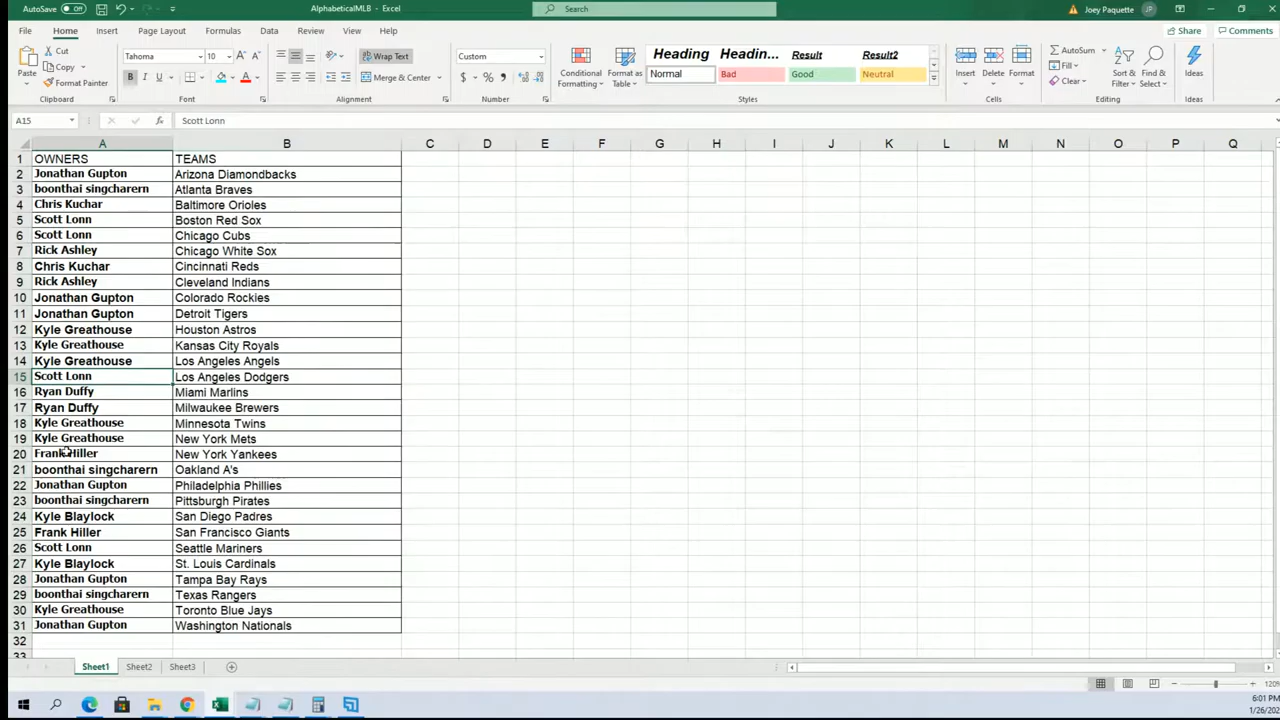 AutoSave Off AlphabeticalMLB - Excel Search Joey Paquette JP
File Home Insert Page Layout Formulas Data Review View Help Share Comments
Paste Cut Copy Format Painter Clipboard
Tahoma 10 B I U A Font
Wrap Text Merge & Center Alignment
Custom $ % Number
Conditional Formatting Format as Table
Heading Headin... Result Result2
Normal Bad Good Neutral
Styles
Insert Delete Format Cells
AutoSum Fill Clear Sort & Filter Find & Select Editing
Ideas Ideas
A15 fx Scott Lonn
A B C D E F G H I J K L M N O P Q
1 OWNERS TEAMS
2 Jonathan Gupton Arizona Diamondbacks
3 boonthai singcharern Atlanta Braves
4 Chris Kuchar Baltimore Orioles
5 Scott Lonn Boston Red Sox
6 Scott Lonn Chicago Cubs
7 Rick Ashley Chicago White Sox
8 Chris Kuchar Cincinnati Reds
9 Rick Ashley Cleveland Indians
10 Jonathan Gupton Colorado Rockies
11 Jonathan Gupton Detroit Tigers
12 Kyle Greathouse Houston Astros
13 Kyle Greathouse Kansas City Royals
14 Kyle Greathouse Los Angeles Angels
15 Scott Lonn Los Angeles Dodgers
16 Ryan Duffy Miami Marlins
17 Ryan Duffy Milwaukee Brewers
18 Kyle Greathouse Minnesota Twins
19 Kyle Greathouse New York Mets
20 Frank Hiller New York Yankees
21 boonthai singcharern Oakland A's
22 Jonathan Gupton Philadelphia Phillies
23 boonthai singcharern Pittsburgh Pirates
24 Kyle Blaylock San Diego Padres
25 Frank Hiller San Francisco Giants
26 Scott Lonn Seattle Mariners
27 Kyle Blaylock St. Louis Cardinals
28 Jonathan Gupton Tampa Bay Rays
29 boonthai singcharern Texas Rangers
30 Kyle Greathouse Toronto Blue Jays
31 Jonathan Gupton Washington Nationals
32
33
Sheet1 Sheet2 Sheet3
120%
6:01 PM
1/26/202